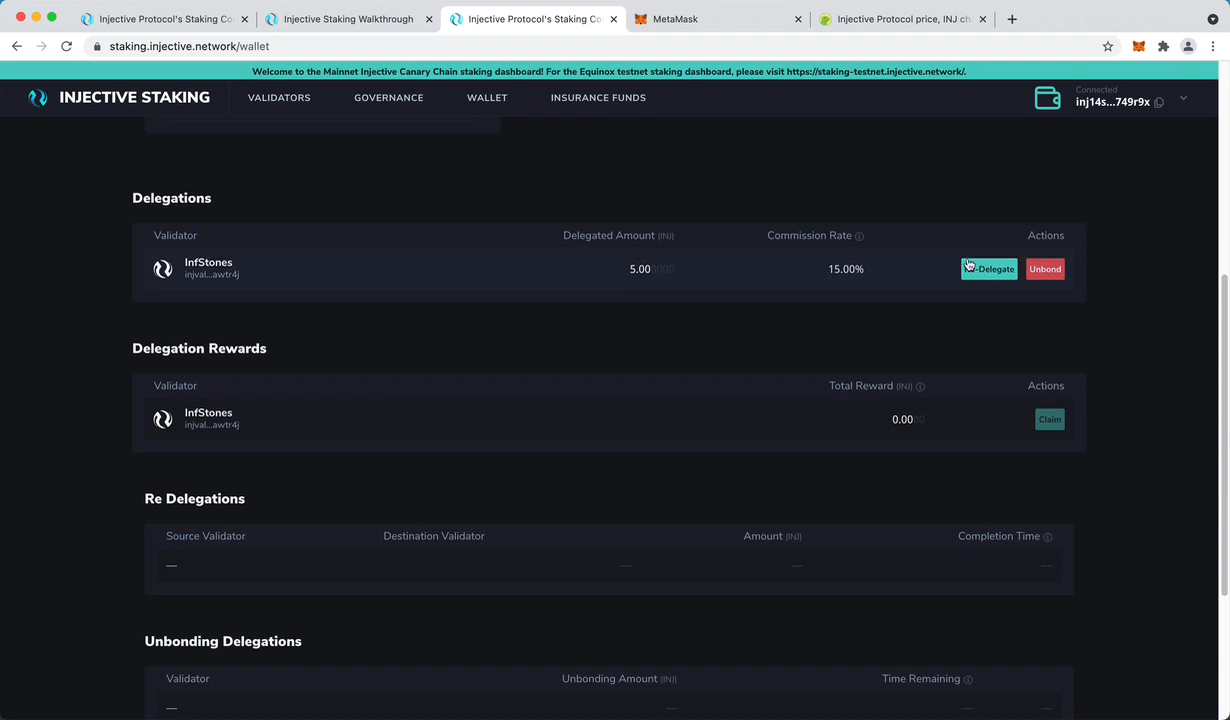 Injective Protocol's Staking Co
Injective Staking Walkthrough
Injective Protocol's Staking Co
MetaMask
Injective Protocol price, INJ ch
staking.injective.network/wallet
Welcome to the Mainnet Injective Canary Chain staking dashboard! For the Equinox testnet staking dashboard, please visit https://staking-testnet.injective.network/.
INJECTIVE STAKING
VALIDATORS
GOVERNANCE
WALLET
INSURANCE FUNDS
Connected
inj14s...749r9x
Delegations
Validator Delegated Amount (INJ) Commission Rate Actions
InfStones
injval...awtr4j
5.000000 15.00% Re-Delegate Unbond
Delegation Rewards
Validator Total Reward (INJ) Actions
InfStones
injval...awtr4j
0.0000 Claim
Re Delegations
Source Validator Destination Validator Amount (INJ) Completion Time
— — — —
Unbonding Delegations
Validator Unbonding Amount (INJ) Time Remaining
— — — —